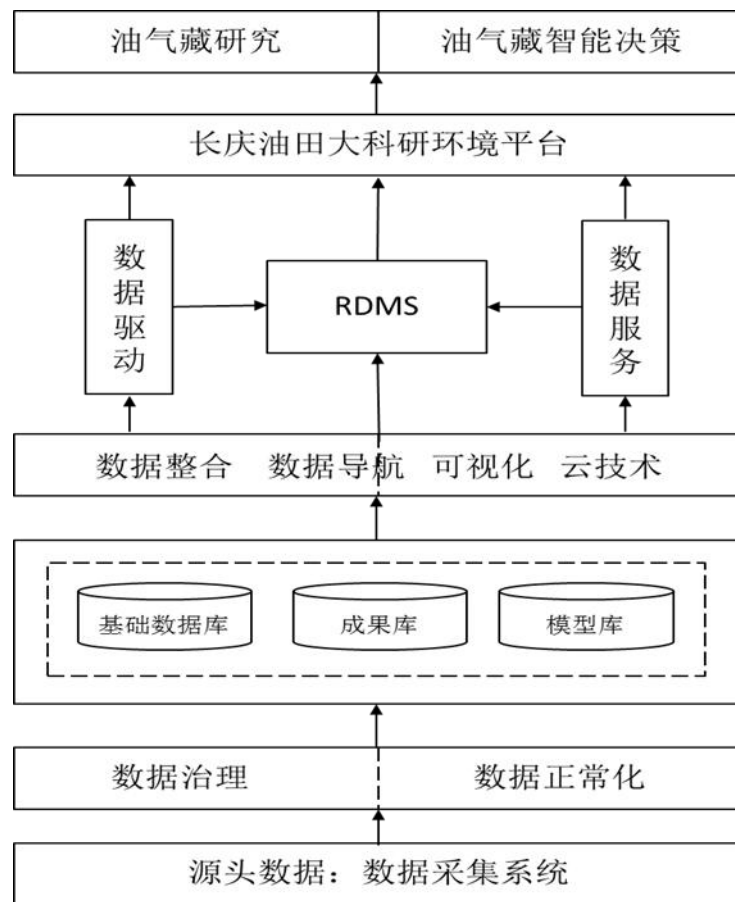 油气藏研究 油气藏智能决策
长庆油田大科研环境平台
数据驱动
RDMS
数据服务
数据整合 数据导航 可视化 云技术
基础数据库 成果库 模型库
数据治理 数据正常化
源头数据：数据采集系统